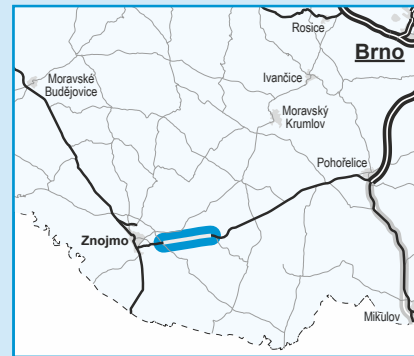 Rosice
Brno
Moravské
Budějovice
Ivančice
Moravský
Krumlov
Pohořelice
Znojmo
Mikulov